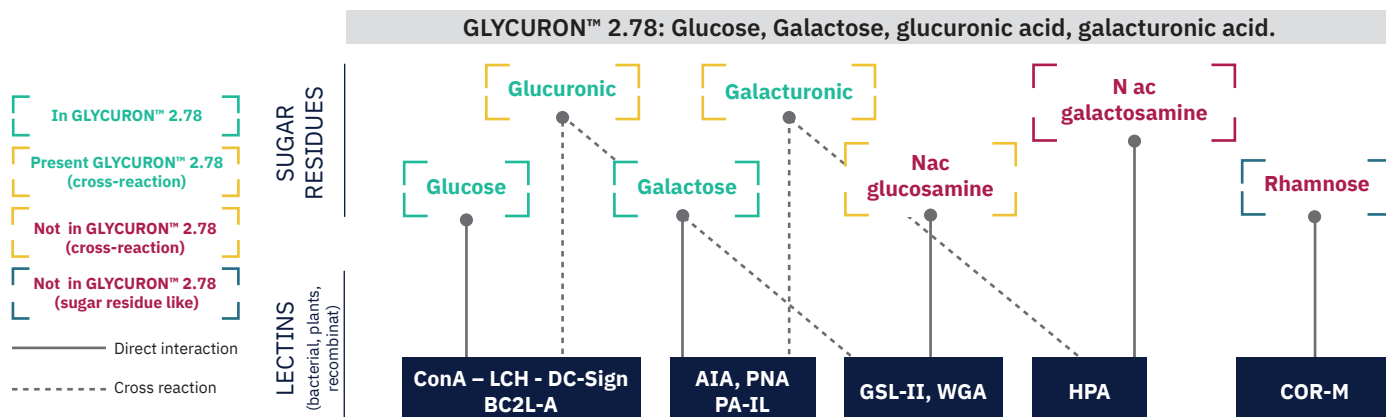 GLYCURON™ 2.78: Glucose, Galactose, glucuronic acid, galacturonic acid.
In GLYCURON™ 2.78
Present GLYCURON™ 2.78
(cross-reaction)
Not in GLYCURON™ 2.78
(cross-reaction)
Not in GLYCURON™ 2.78
(sugar residue like)
Direct interaction
Cross reaction
SUGAR
RESIDUES
Glucuronic
Galacturonic
N ac
galactosamine
Glucose
Galactose
Nac
glucosamine
Rhamnose
LECTINS
(bacterial, plants,
recombinat)
ConA – LCH - DC-Sign
BC2L-A
AIA, PNA
PA-IL
GSL-II, WGA
HPA
COR-M